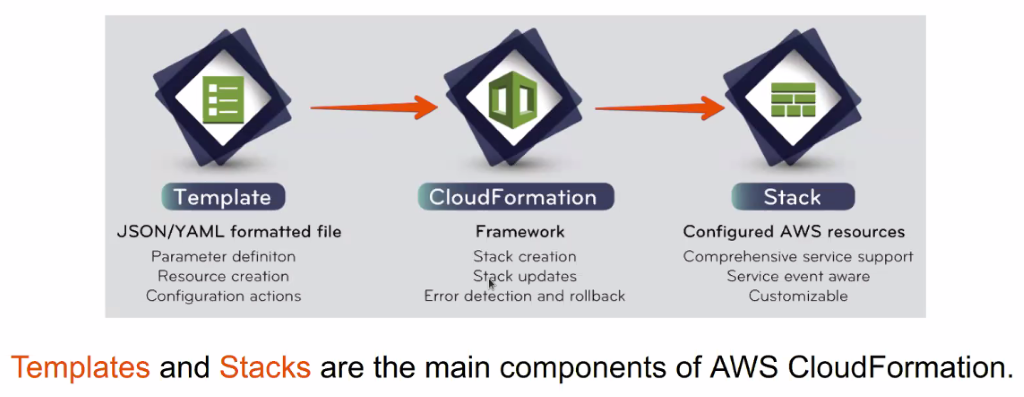 Template
JSON/YAML formatted file
Parameter definiton
Resource creation
Configuration actions
CloudFormation
Framework
Stack creation
Stack updates
Error detection and rollback
Stack
Configured AWS resources
Comprehensive service support
Service event aware
Customizable
Templates and Stacks are the main components of AWS CloudFormation.